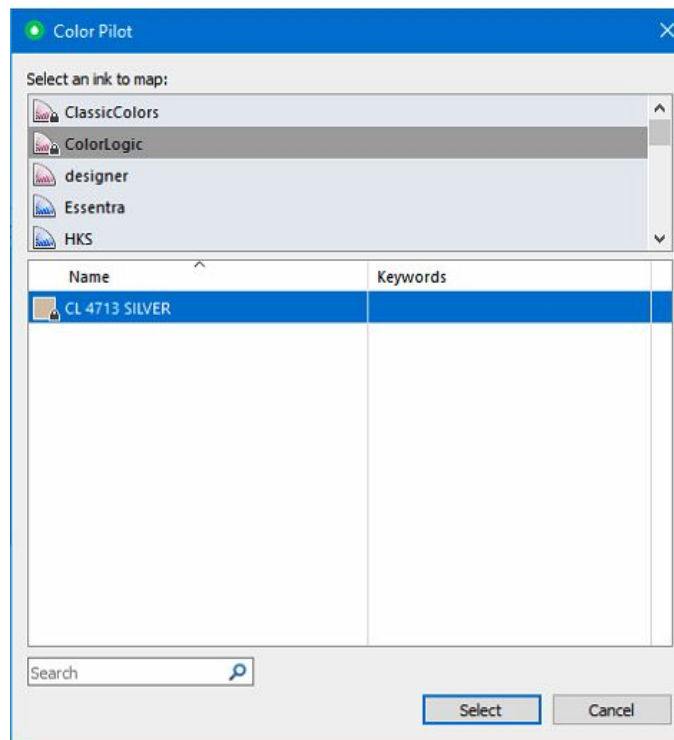 Color Pilot
Select an ink to map:
ClassicColors
ColorLogic
designer
Essentra
HKS
Name Keywords
CL 4713 SILVER
Search
Select Cancel